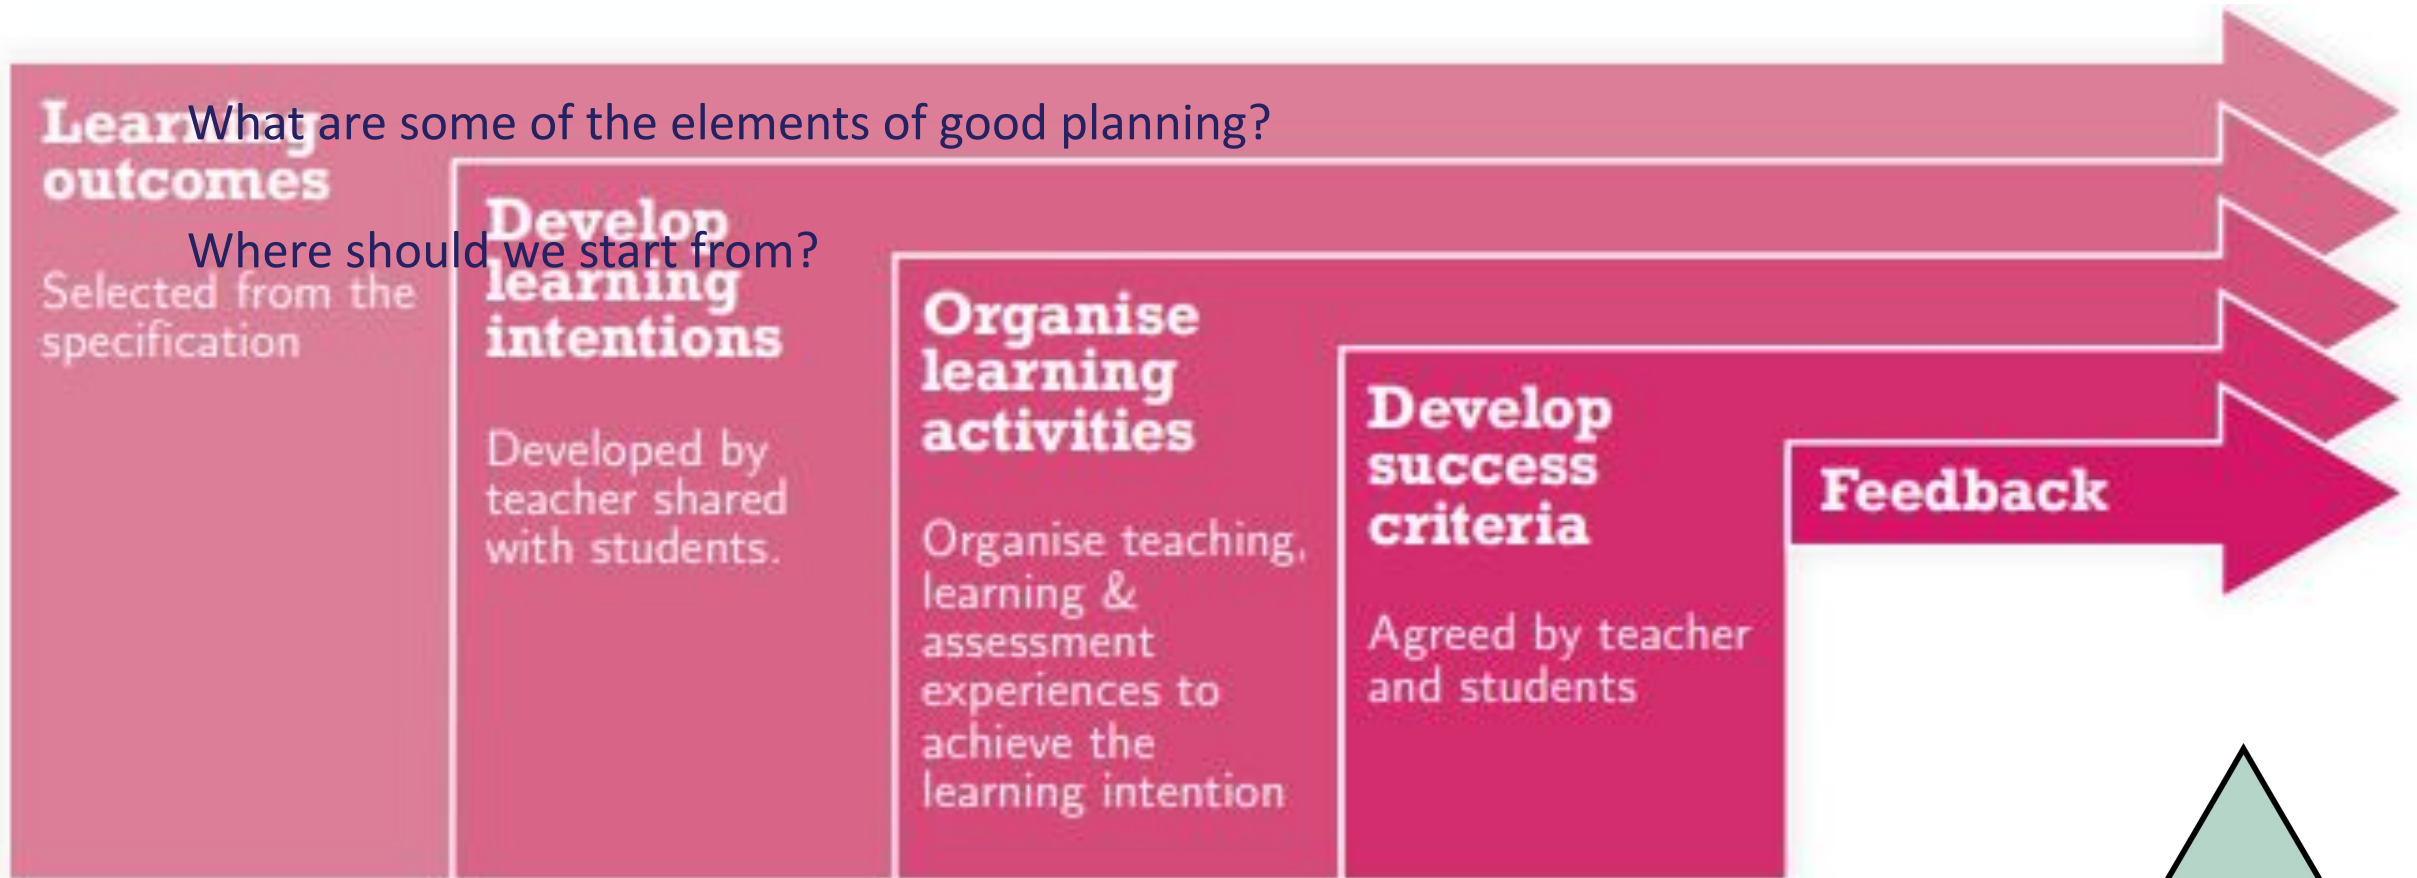 What are some of the elements of good planning?
Where should we start from?
Learning
outcomes
Selected from the
specification
Develop
learning
intentions
Developed by
teacher shared
with students.
Organise
learning
activities
Organise teaching,
learning &
assessment
experiences to
achieve the
learning intention
Develop
success
criteria
Agreed by teacher
and students
Feedback